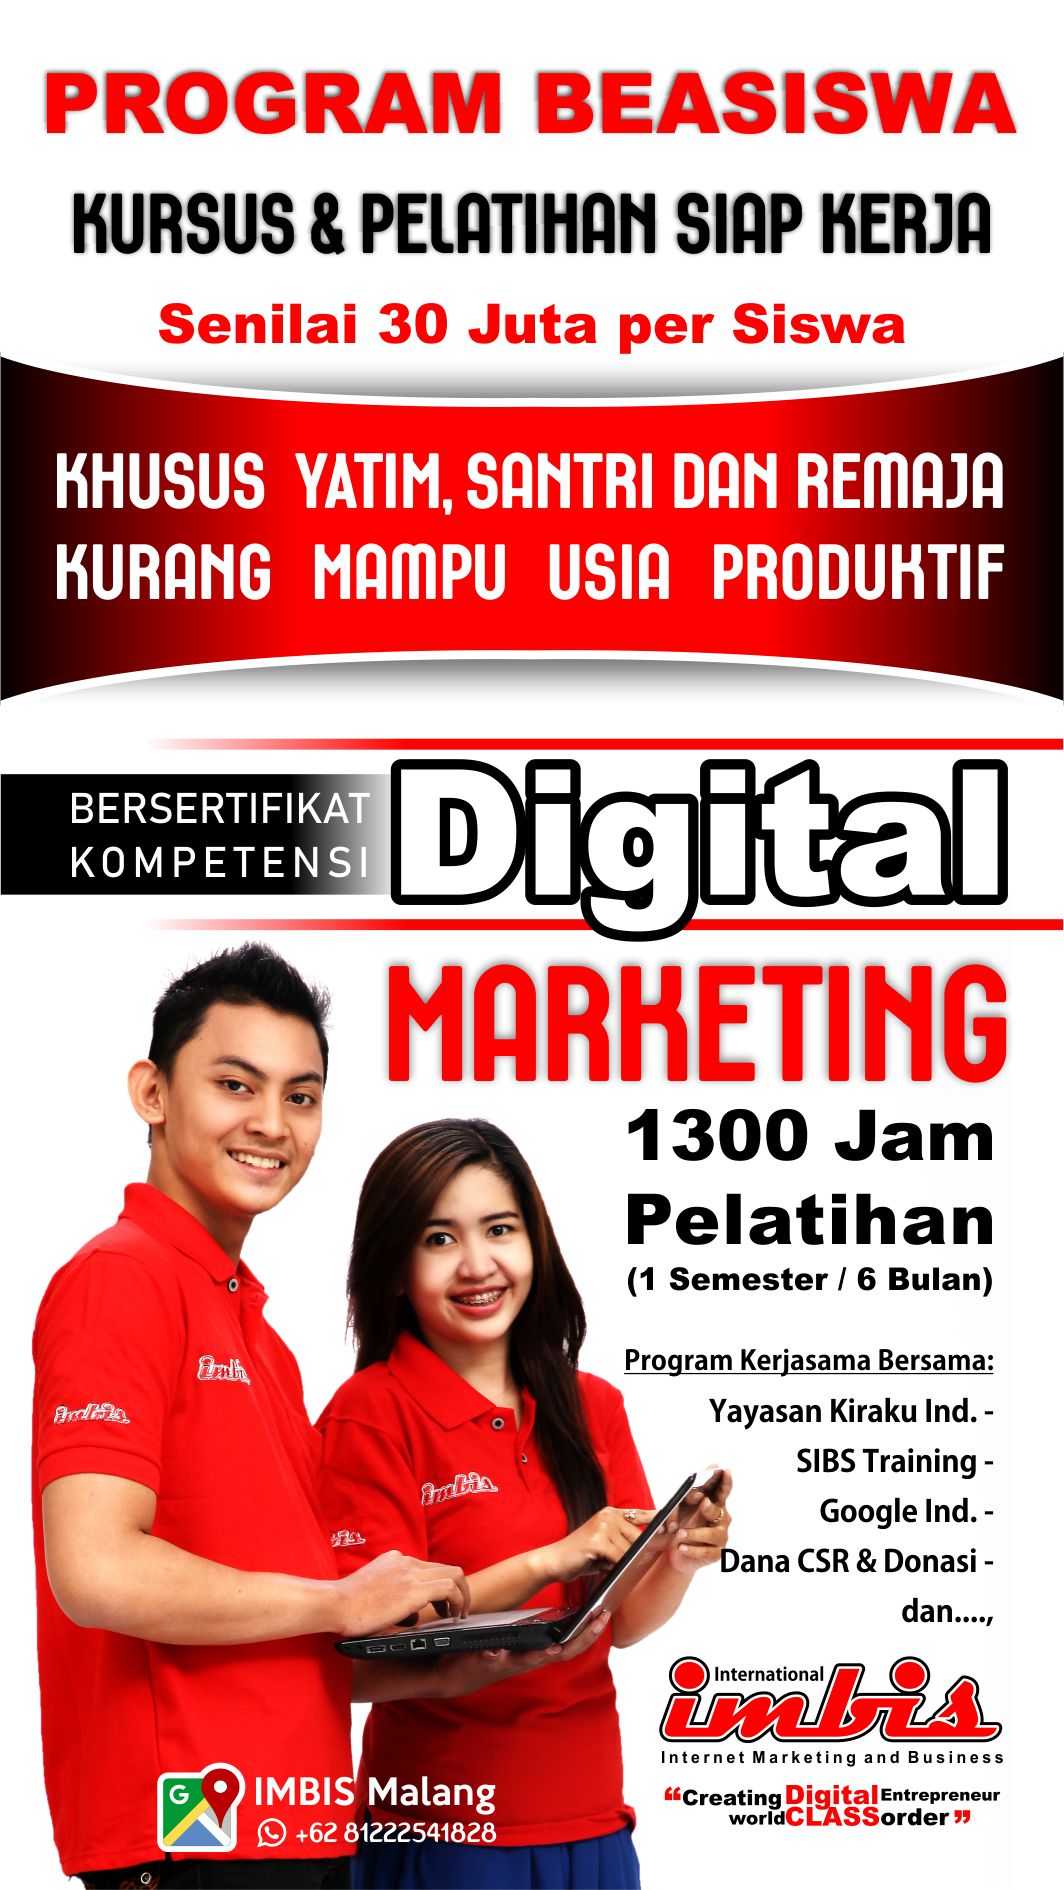 PROGRAM BEASISWA
KURSUS & PELATIHAN SIAP KERJA
Senilai 30 Juta per Siswa
KHUSUS YATIM, SANTRI DAN REMAJA
KURANG MAMPU USIA PRODUKTIF
BERSERTIFIKAT
KOMPETENSI
Digital
MARKETING
1300 Jam
Pelatihan
(1 Semester / 6 Bulan)
Program Kerjasama Bersama:
Yayasan Kiraku Ind. -
SIBS Training -
Google Ind. -
Dana CSR & Donasi -
dan....,
imbis
imbis
imbis
International
imbis
Internet Marketing and Business
“Creating Digital Entrepreneur
world CLASS order”
G
IMBIS Malang
+62 81222541828